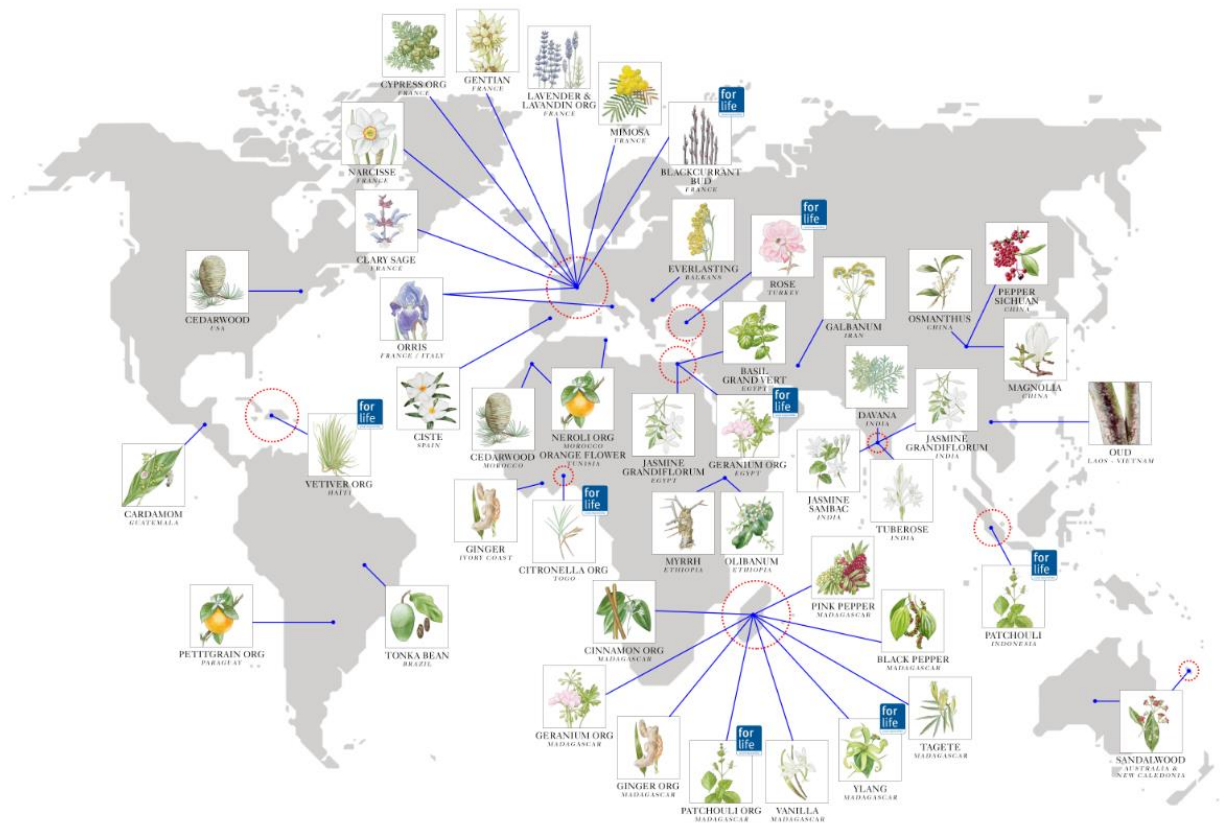 CYPRESS ORG
FRANCE
GENTIAN
FRANCE
LAVENDER &
LAVANDIN ORG
FRANCE
MIMOSA
FRANCE
for
life
BLACKCURRANT
BUD
FRANCE
NARCISSE
FRANCE
CLARY SAGE
FRANCE
ORRIS
FRANCE / ITALY
CEDARWOOD
USA
EVERLASTING
BALKANS
for
life
ROSE
TURKEY
GALBANUM
IRAN
OSMANTHUS
CHINA
PEPPER
SICHUAN
CHINA
MAGNOLIA
CHINA
BASIL
GRAND VERT
EGYPT
CISTE
SPAIN
CEDARWOOD
MOROCCO
NEROLI ORG
MOROCCO
ORANGE FLOWER
TUNISIA
JASMINE
GRANDIFLORUM
EGYPT
for
life
GERANIUM ORG
EGYPT
DAVANA
INDIA
JASMINE
GRANDIFLORUM
INDIA
JASMINE
SAMBAC
INDIA
TUBEROSE
INDIA
OUD
LAOS - VIETNAM
for
life
VETIVER ORG
HAITI
CARDAMOM
GUATEMALA
GINGER
IVORY COAST
for
life
CITRONELLA ORG
TOGO
MYRRH
ETHIOPIA
OLIBANUM
ETHIOPIA
for
life
PATCHOULI
INDONESIA
PETITGRAIN ORG
PARAGUAY
TONKA BEAN
BRAZIL
CINNAMON ORG
MADAGASCAR
PINK PEPPER
MADAGASCAR
BLACK PEPPER
MADAGASCAR
GERANIUM ORG
MADAGASCAR
GINGER ORG
MADAGASCAR
for
life
PATCHOULI ORG
MADAGASCAR
VANILLA
MADAGASCAR
for
life
YLANG
MADAGASCAR
TAGETE
MADAGASCAR
SANDALWOOD
AUSTRALIA &
NEW CALEDONIA